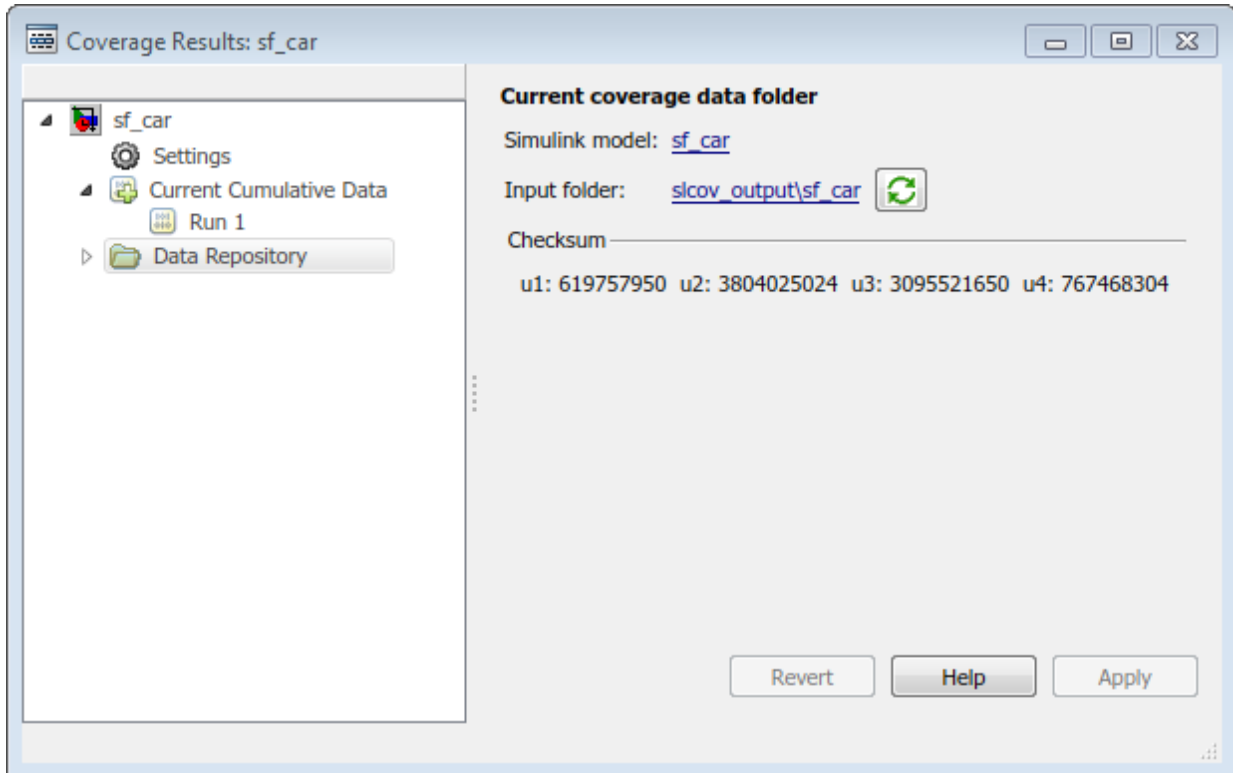 Coverage Results: sf_car
sf_car
Settings
Current Cumulative Data
Run 1
Data Repository
Current coverage data folder
Simulink model: sf_car
Input folder: slcov_output\sf_car
Checksum
u1: 619757950 u2: 3804025024 u3: 3095521650 u4: 767468304
Revert Help Apply